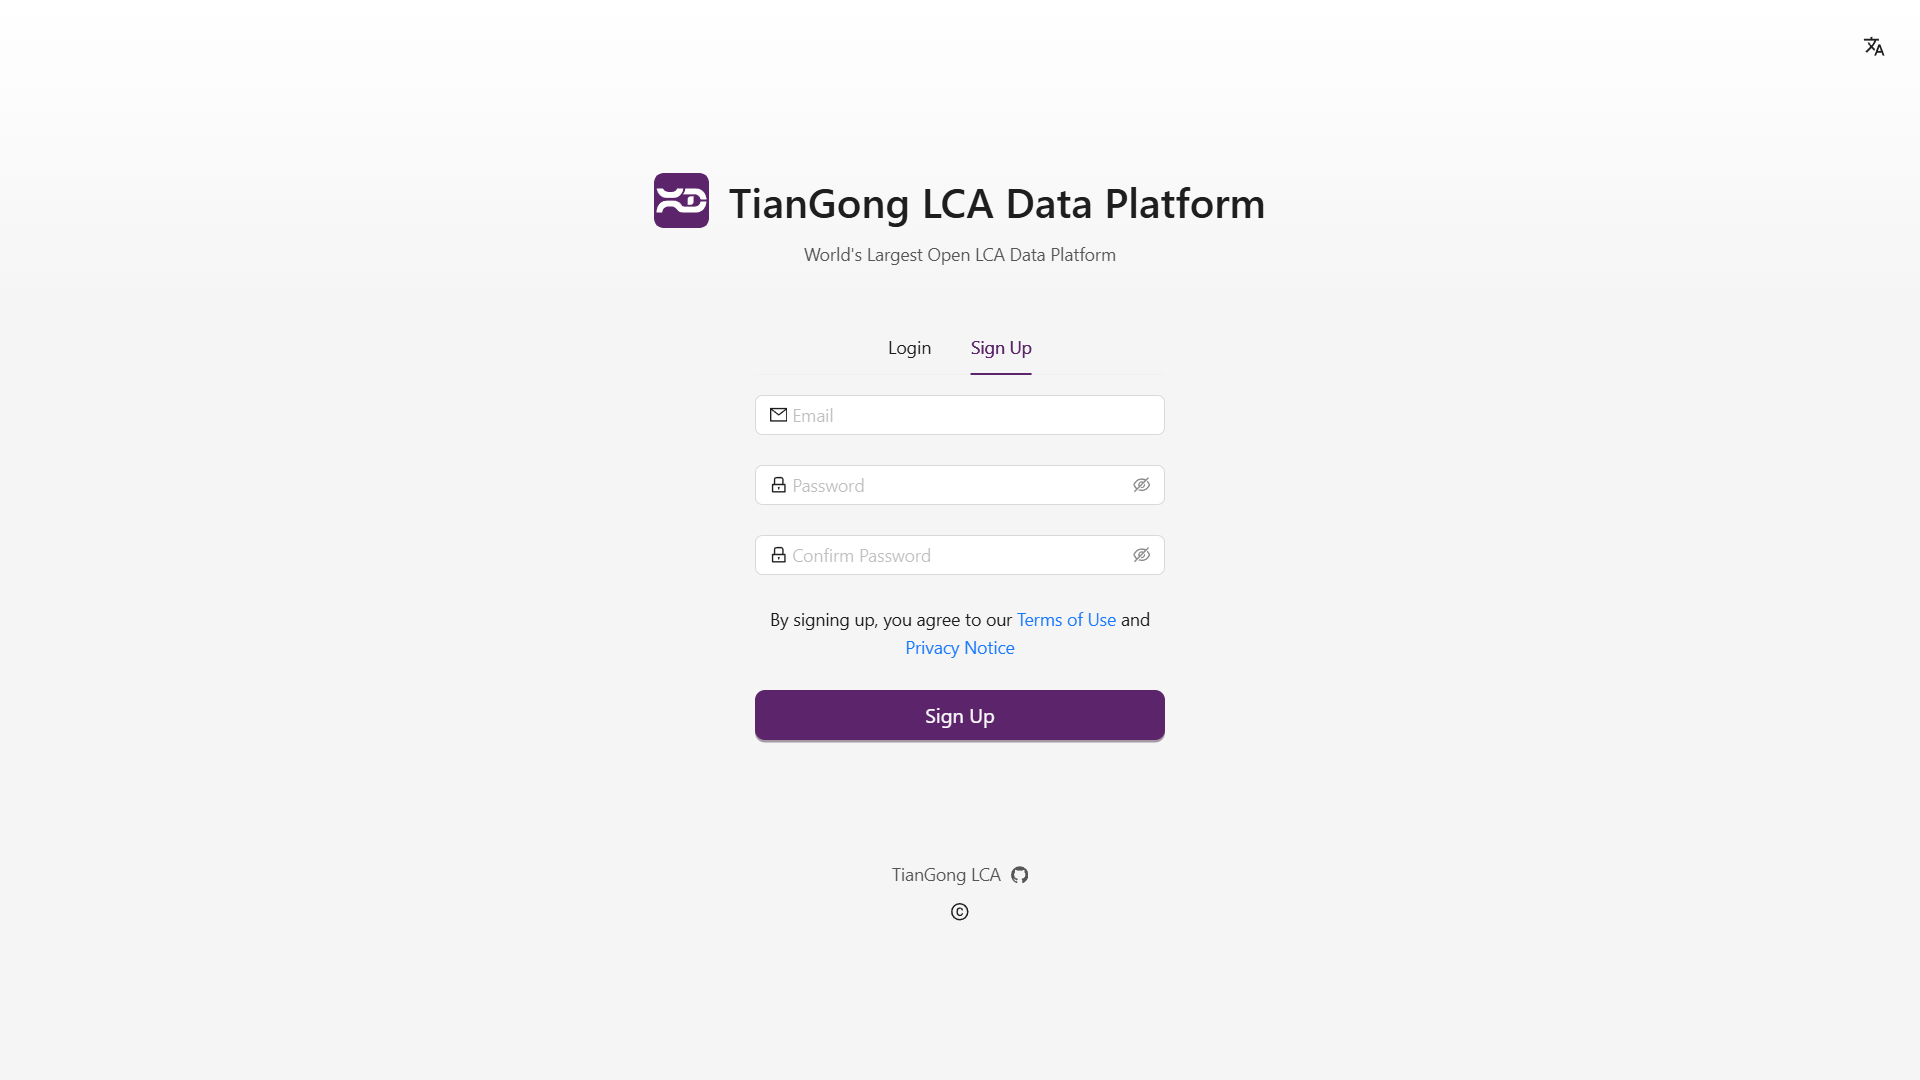 TianGong LCA Data Platform
World's Largest Open LCA Data Platform
Login
Sign Up
Email
Password
Confirm Password
By signing up, you agree to our Terms of Use and
Privacy Notice
Sign Up
TianGong LCA
©